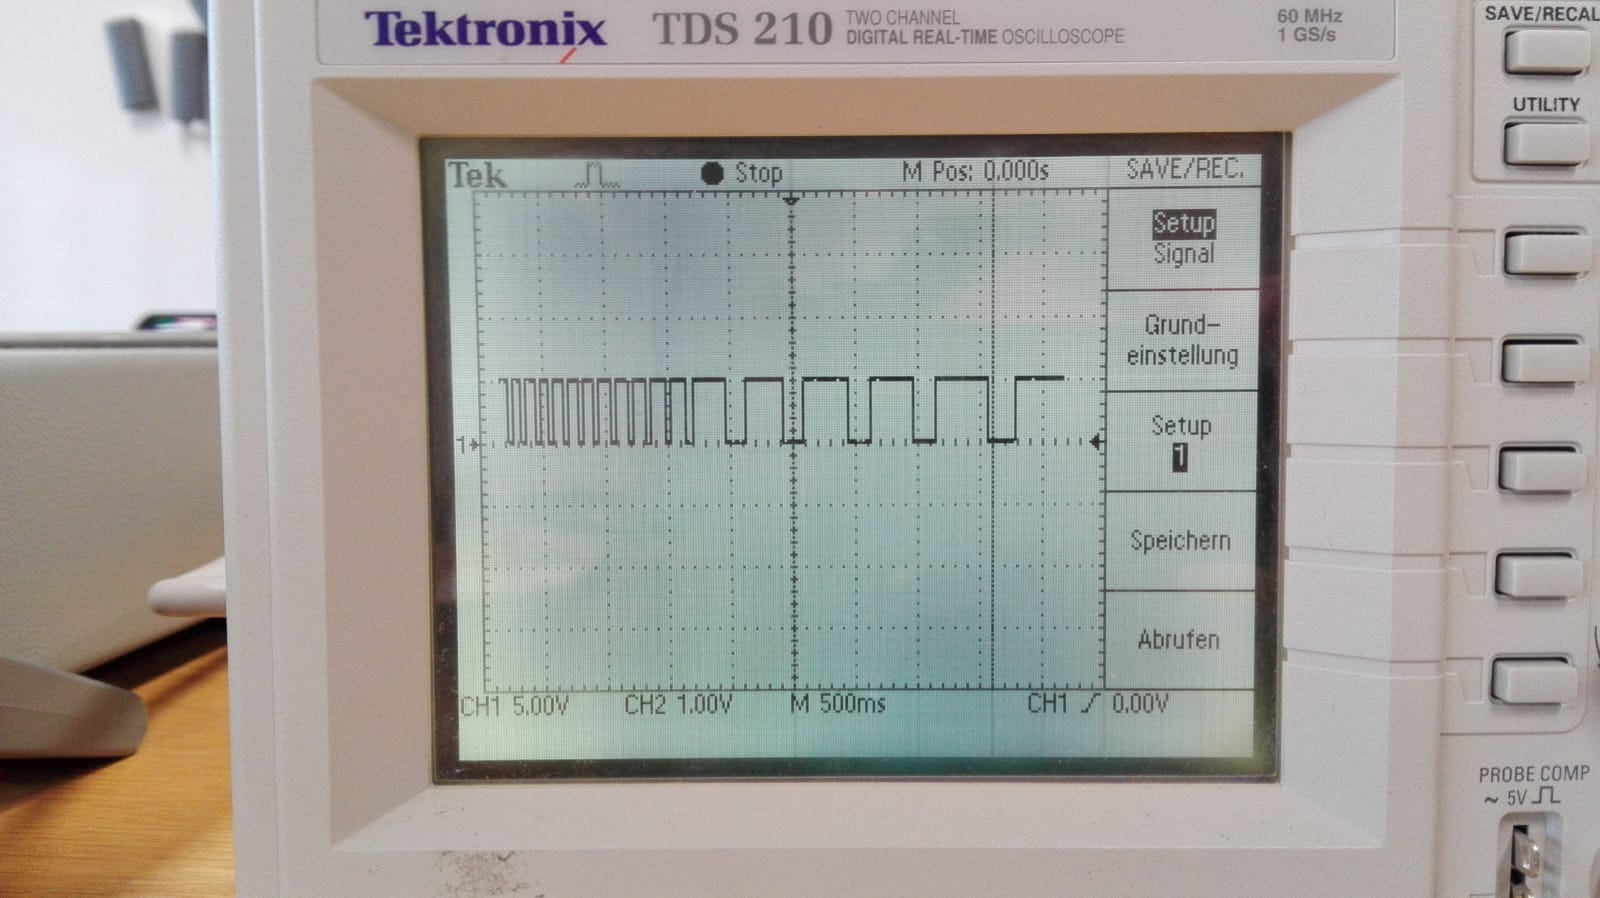 Tektronix TDS 210 TWO CHANNEL
DIGITAL REAL-TIME OSCILLOSCOPE
60 MHz
1 GS/s
SAVE/RECAL
UTILITY
Tek Stop M Pos: 0.000s SAVE/REC.
Setup
Signal
Grund-
einstellung
Setup
1
Speichern
Abrufen
1
CH1 5.00V CH2 1.00V M 500ms CH1 0.00V
PROBE COMP
~ 5V